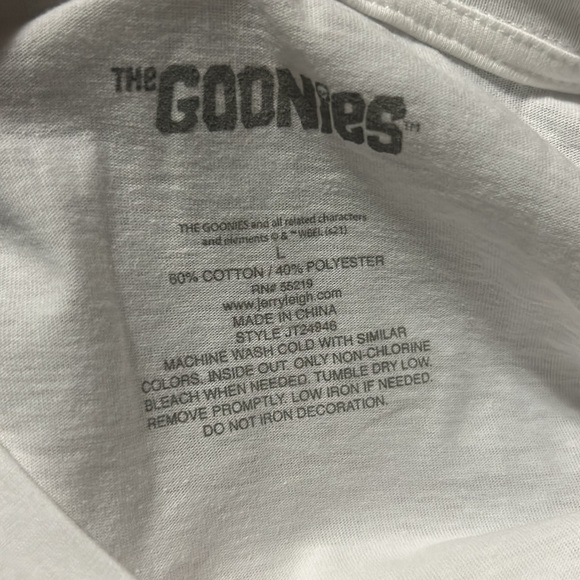 THE GOONiES™
THE GOONIES and all related characters
and elements © & ™ WBEI. (s21)
L
60% COTTON / 40% POLYESTER
RN# 55219
www.jerryleigh.com
MADE IN CHINA
STYLE JT24946
MACHINE WASH COLD WITH SIMILAR
COLORS. INSIDE OUT. ONLY NON-CHLORINE
BLEACH WHEN NEEDED. TUMBLE DRY LOW.
REMOVE PROMPTLY. LOW IRON IF NEEDED.
DO NOT IRON DECORATION.